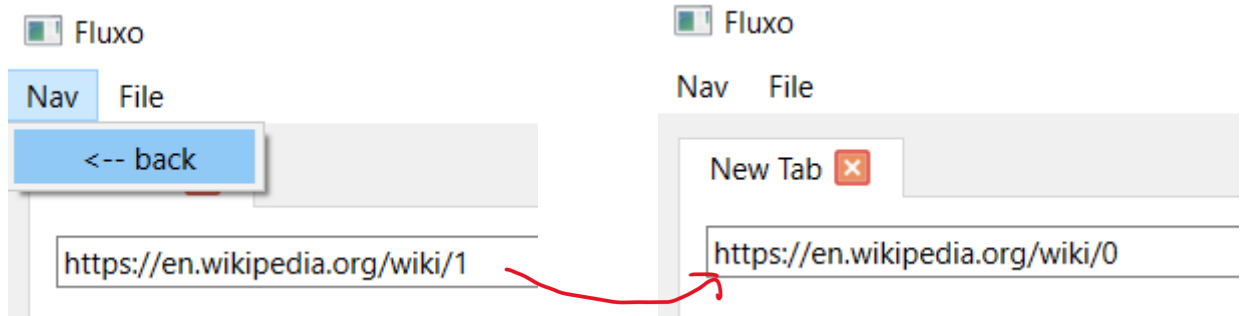 Fluxo
Nav File
<-- back
https://en.wikipedia.org/wiki/1
Fluxo
Nav File
New Tab
https://en.wikipedia.org/wiki/0